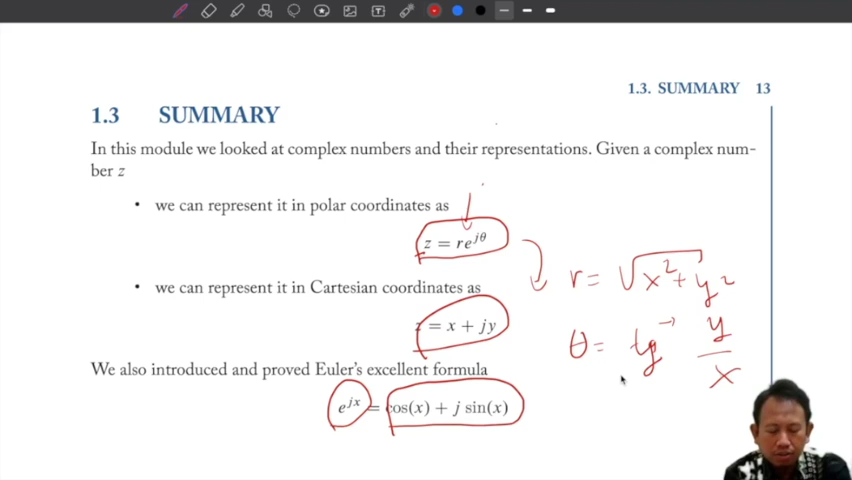 1.3. SUMMARY 13
1.3 SUMMARY
In this module we looked at complex numbers and their representations. Given a complex num-
ber z
• we can represent it in polar coordinates as
z = re^{jθ}
r = √x²+y²
• we can represent it in Cartesian coordinates as
z = x + jy
θ = tg⁻¹ y/x
We also introduced and proved Euler's excellent formula
e^{jx} = cos(x) + j sin(x)